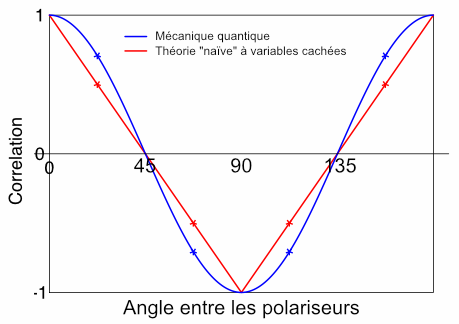 1
Mécanique quantique
Théorie "naïve" à variables cachées
Correlation
0
0
45
90
135
-1
Angle entre les polariseurs